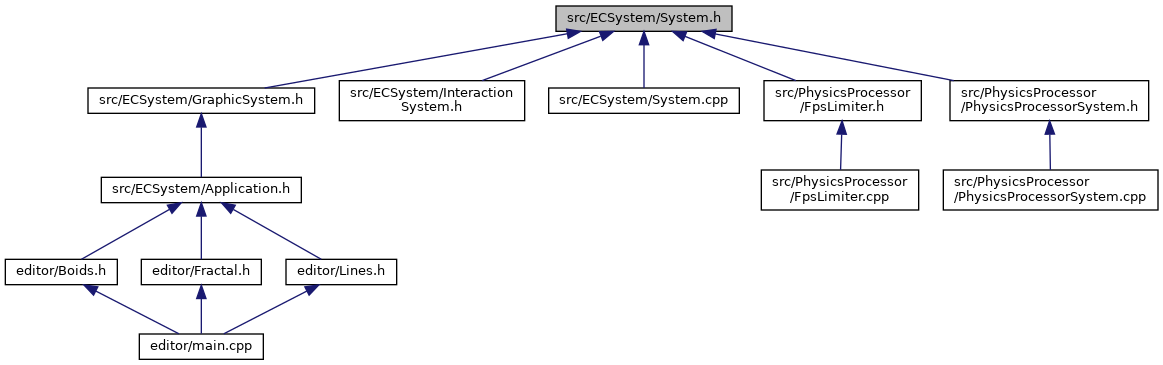 src/ECSystem/System.h
src/ECSystem/GraphicSystem.h
src/ECSystem/Interaction
System.h
src/ECSystem/System.cpp
src/PhysicsProcessor
/FpsLimiter.h
src/PhysicsProcessor
/PhysicsProcessorSystem.h
src/ECSystem/Application.h
src/PhysicsProcessor
/FpsLimiter.cpp
src/PhysicsProcessor
/PhysicsProcessorSystem.cpp
editor/Boids.h
editor/Fractal.h
editor/Lines.h
editor/main.cpp